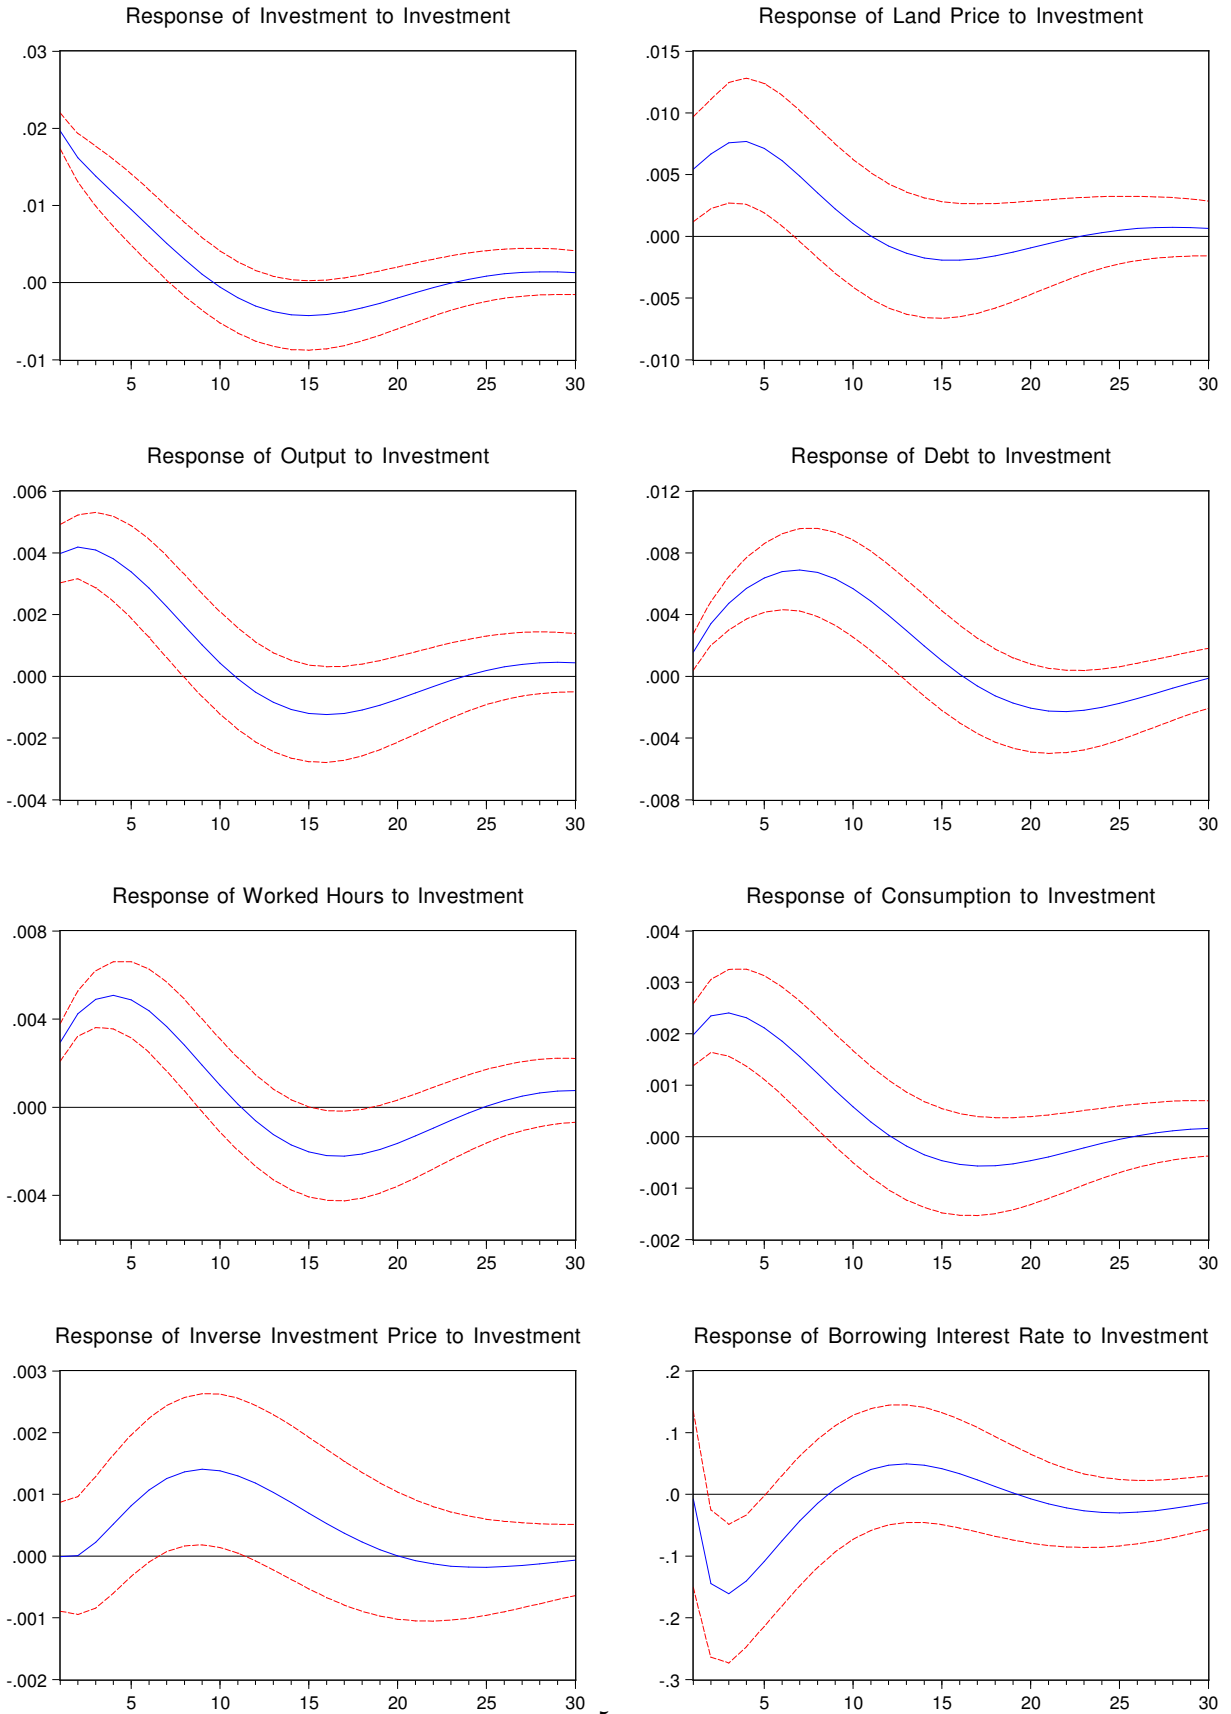 Response of Investment to Investment
.03
.02
.01
.00
-.01
5 10 15 20 25 30
Response of Land Price to Investment
.015
.010
.005
.000
-.005
-.010
5 10 15 20 25 30
Response of Output to Investment
.006
.004
.002
.000
-.002
-.004
5 10 15 20 25 30
Response of Debt to Investment
.012
.008
.004
.000
-.004
-.008
5 10 15 20 25 30
Response of Worked Hours to Investment
.008
.004
.000
-.004
5 10 15 20 25 30
Response of Consumption to Investment
.004
.003
.002
.001
.000
-.001
-.002
5 10 15 20 25 30
Response of Inverse Investment Price to Investment
.003
.002
.001
.000
-.001
-.002
5 10 15 20 25 30
Response of Borrowing Interest Rate to Investment
.2
.1
.0
-.1
-.2
-.3
5 10 15 20 25 30